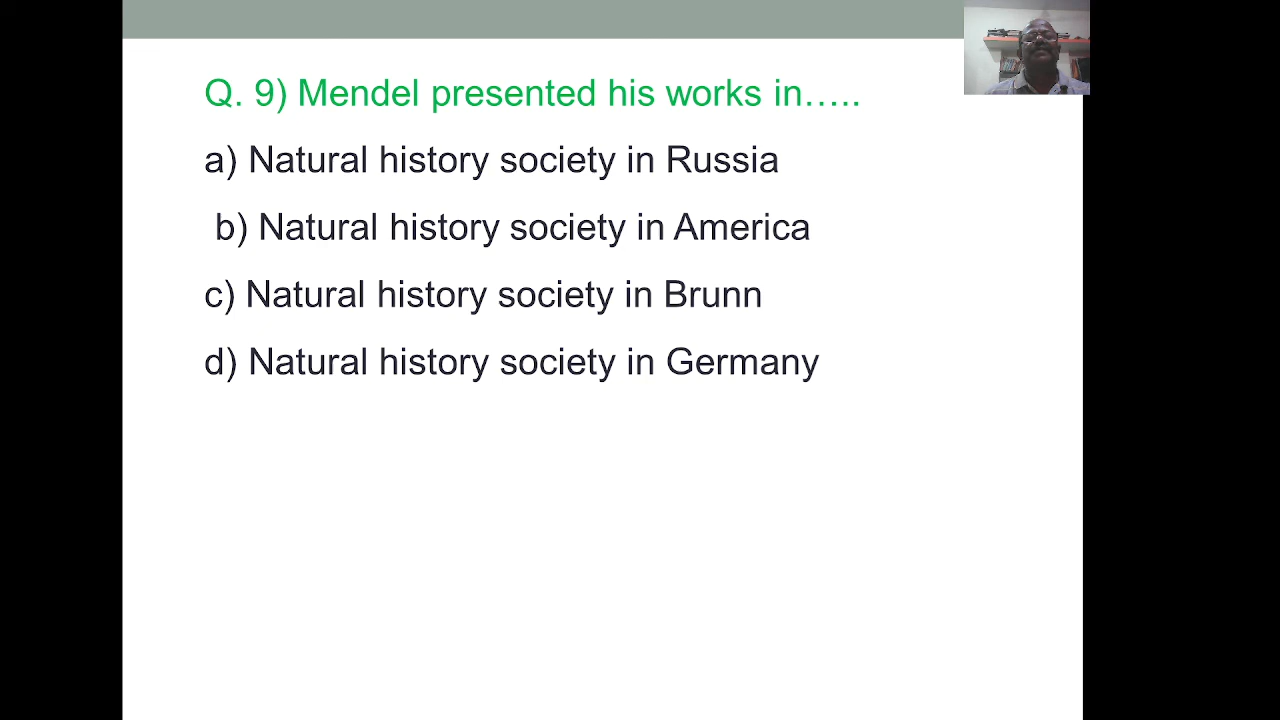 Q. 9) Mendel presented his works in…..
a) Natural history society in Russia
b) Natural history society in America
c) Natural history society in Brunn
d) Natural history society in Germany